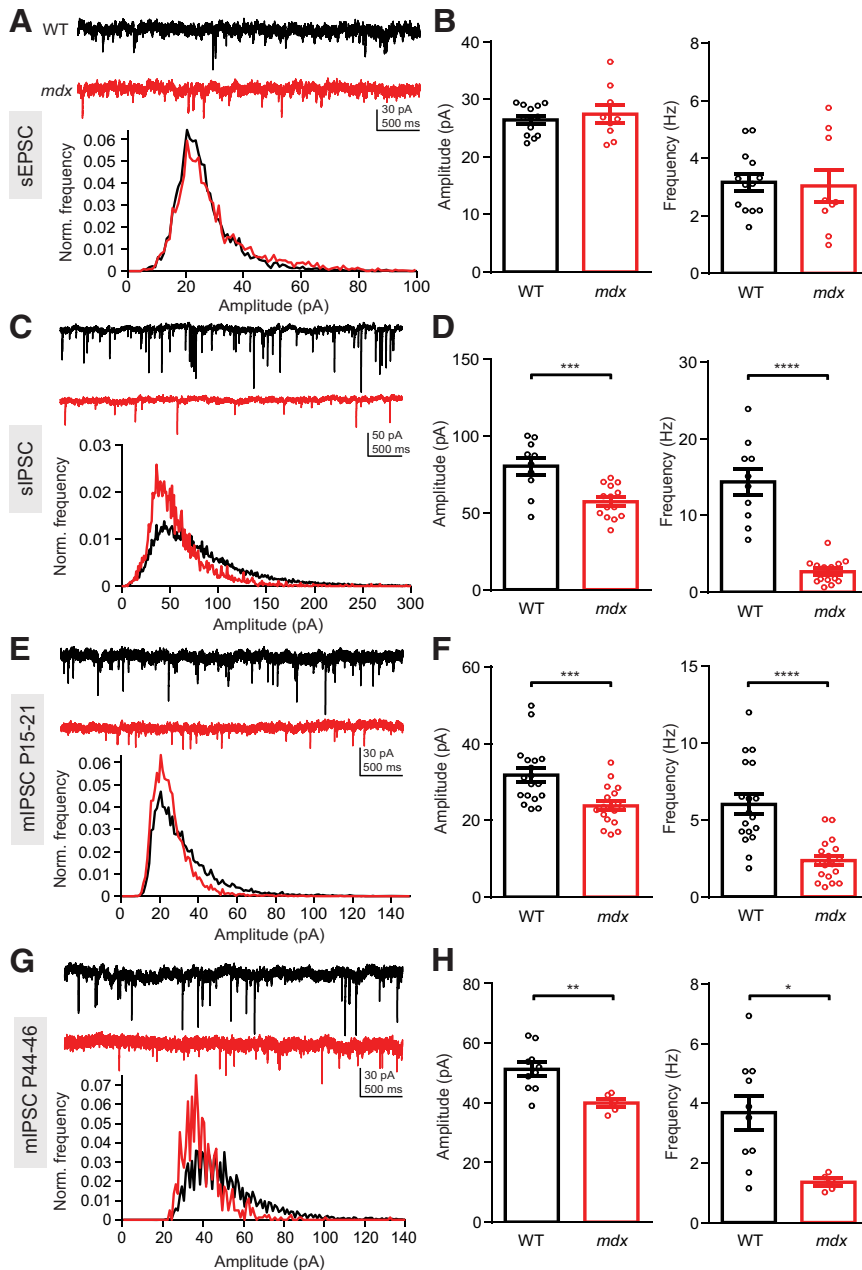 A
WT
mdx
30 pA
500 ms
sEPSC
Norm. frequency
0.06
0.05
0.04
0.03
0.02
0.01
0
0 20 40 60 80 100
Amplitude (pA)
B
Amplitude (pA)
40
30
20
10
0
WT mdx
Frequency (Hz)
8
6
4
2
0
WT mdx
C
50 pA
500 ms
sIPSC
Norm. frequency
0.03
0.02
0.01
0
0 50 100 150 200 250 300
Amplitude (pA)
D
Amplitude (pA)
150
100
50
0
***
WT mdx
Frequency (Hz)
30
20
10
0
****
WT mdx
E
30 pA
500 ms
mIPSC P15-21
Norm. frequency
0.06
0.05
0.04
0.03
0.02
0.01
0
0 20 40 60 80 100 120 140
Amplitude (pA)
F
Amplitude (pA)
60
40
20
0
***
WT mdx
Frequency (Hz)
15
10
5
0
****
WT mdx
G
30 pA
500 ms
mIPSC P44-46
Norm. frequency
0.07
0.06
0.05
0.04
0.03
0.02
0.01
0
0 20 40 60 80 100 120 140
Amplitude (pA)
H
Amplitude (pA)
80
60
40
20
0
**
WT mdx
Frequency (Hz)
8
6
4
2
0
*
WT mdx